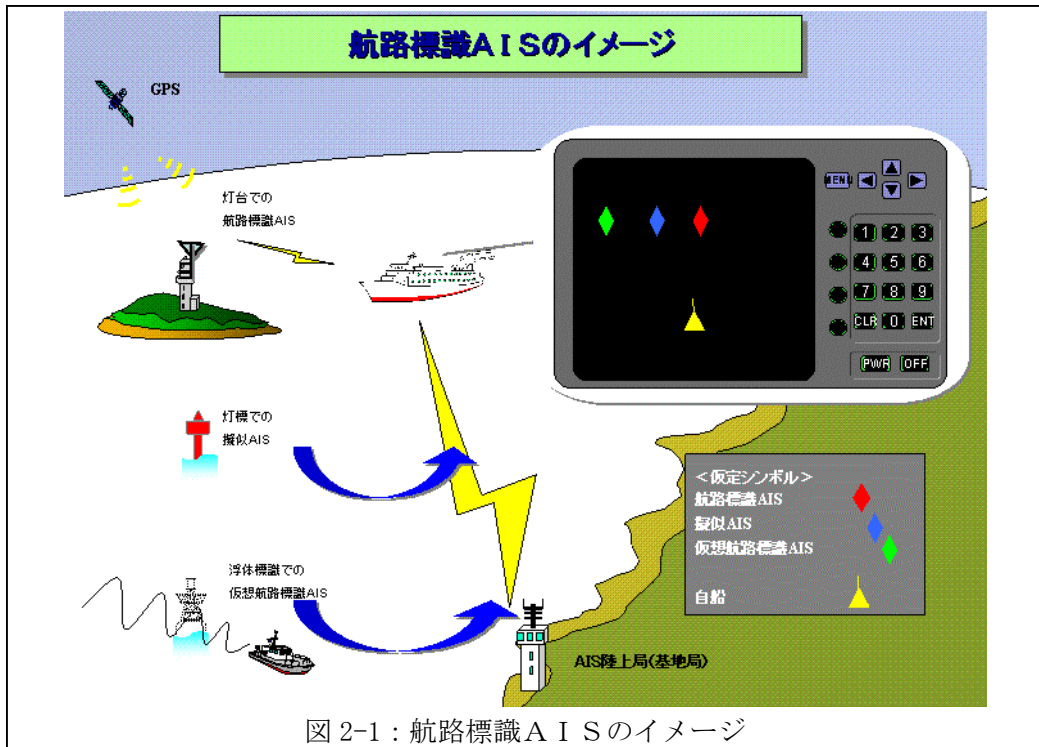 航路標識AISのイメージ
GPS
灯台での
航路標識AIS
MENU
1 2 3
4 5 6
7 8 9
CLR 0 ENT
PWR OFF
灯標での
擬似AIS
<仮定シンボル>
航路標識AIS
擬似AIS
仮想航路標識AIS
自船
浮体標識での
仮想航路標識AIS
AIS陸上局(基地局)
図 2-1：航路標識ＡＩＳのイメージ